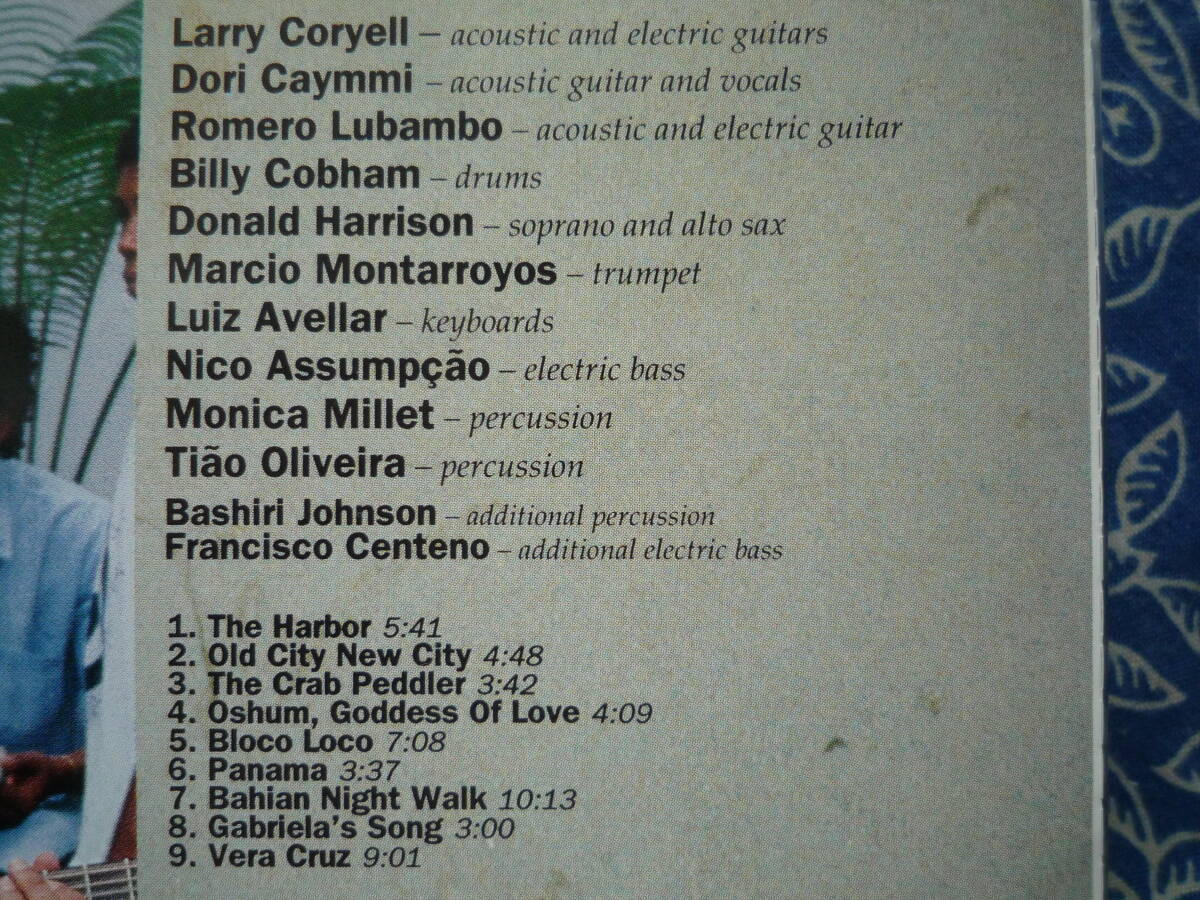 Larry Coryell – acoustic and electric guitars
Dori Caymmi – acoustic guitar and vocals
Romero Lubambo – acoustic and electric guitar
Billy Cobham – drums
Donald Harrison – soprano and alto sax
Marcio Montarroyos – trumpet
Luiz Avellar – keyboards
Nico Assumpção – electric bass
Monica Millet – percussion
Tião Oliveira – percussion
Bashiri Johnson – additional percussion
Francisco Centeno – additional electric bass
1. The Harbor 5:41
2. Old City New City 4:48
3. The Crab Peddler 3:42
4. Oshum, Goddess Of Love 4:09
5. Bloco Loco 7:08
6. Panama 3:37
7. Bahian Night Walk 10:13
8. Gabriela's Song 3:00
9. Vera Cruz 9:01